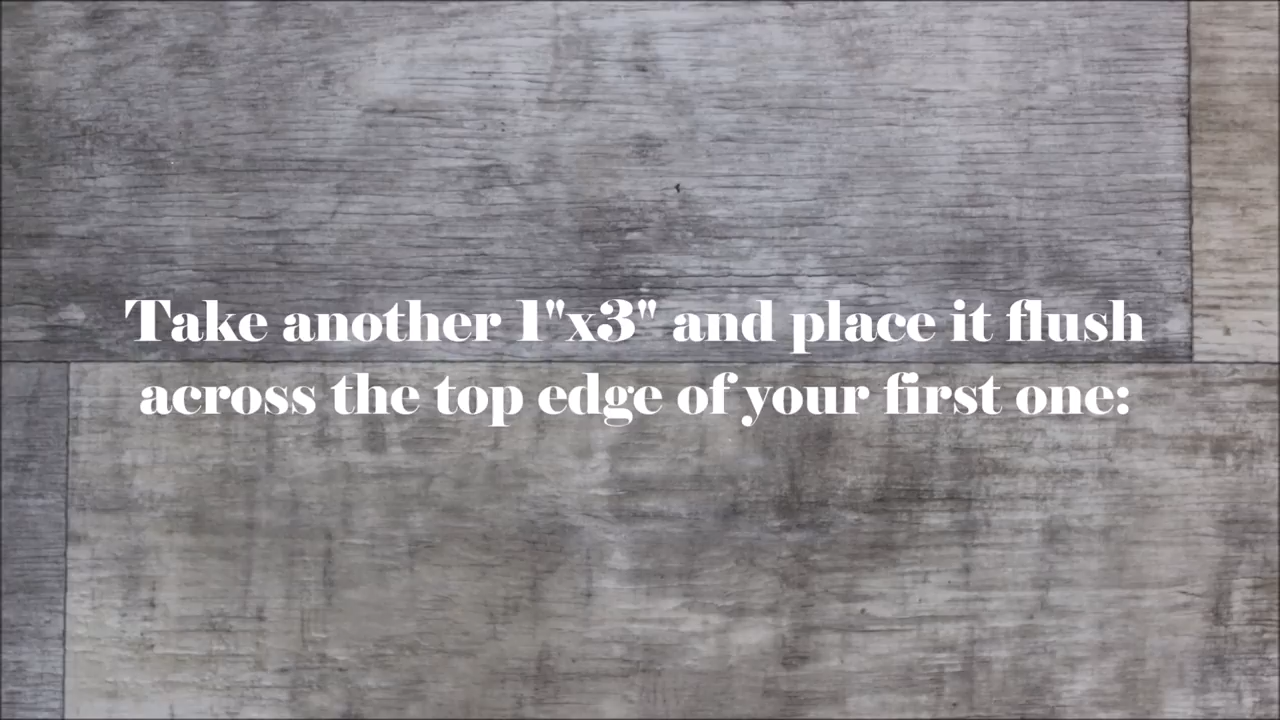 Take another 1"x3" and place it flush
across the top edge of your first one: